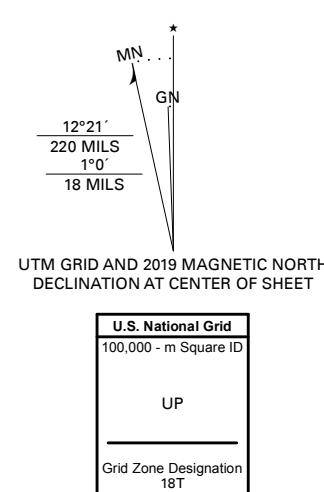 ★
MN
GN
12°21´
220 MILS
1°0´
18 MILS
UTM GRID AND 2019 MAGNETIC NORTH
DECLINATION AT CENTER OF SHEET
U.S. National Grid
100,000 - m Square ID
UP
Grid Zone Designation
18T